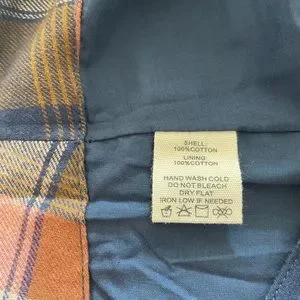 SHELL:
100%COTTON
LINING
100%COTTON
HAND WASH COLD
DO NOT BLEACH
DRY FLAT
IRON LOW IF NEEDED